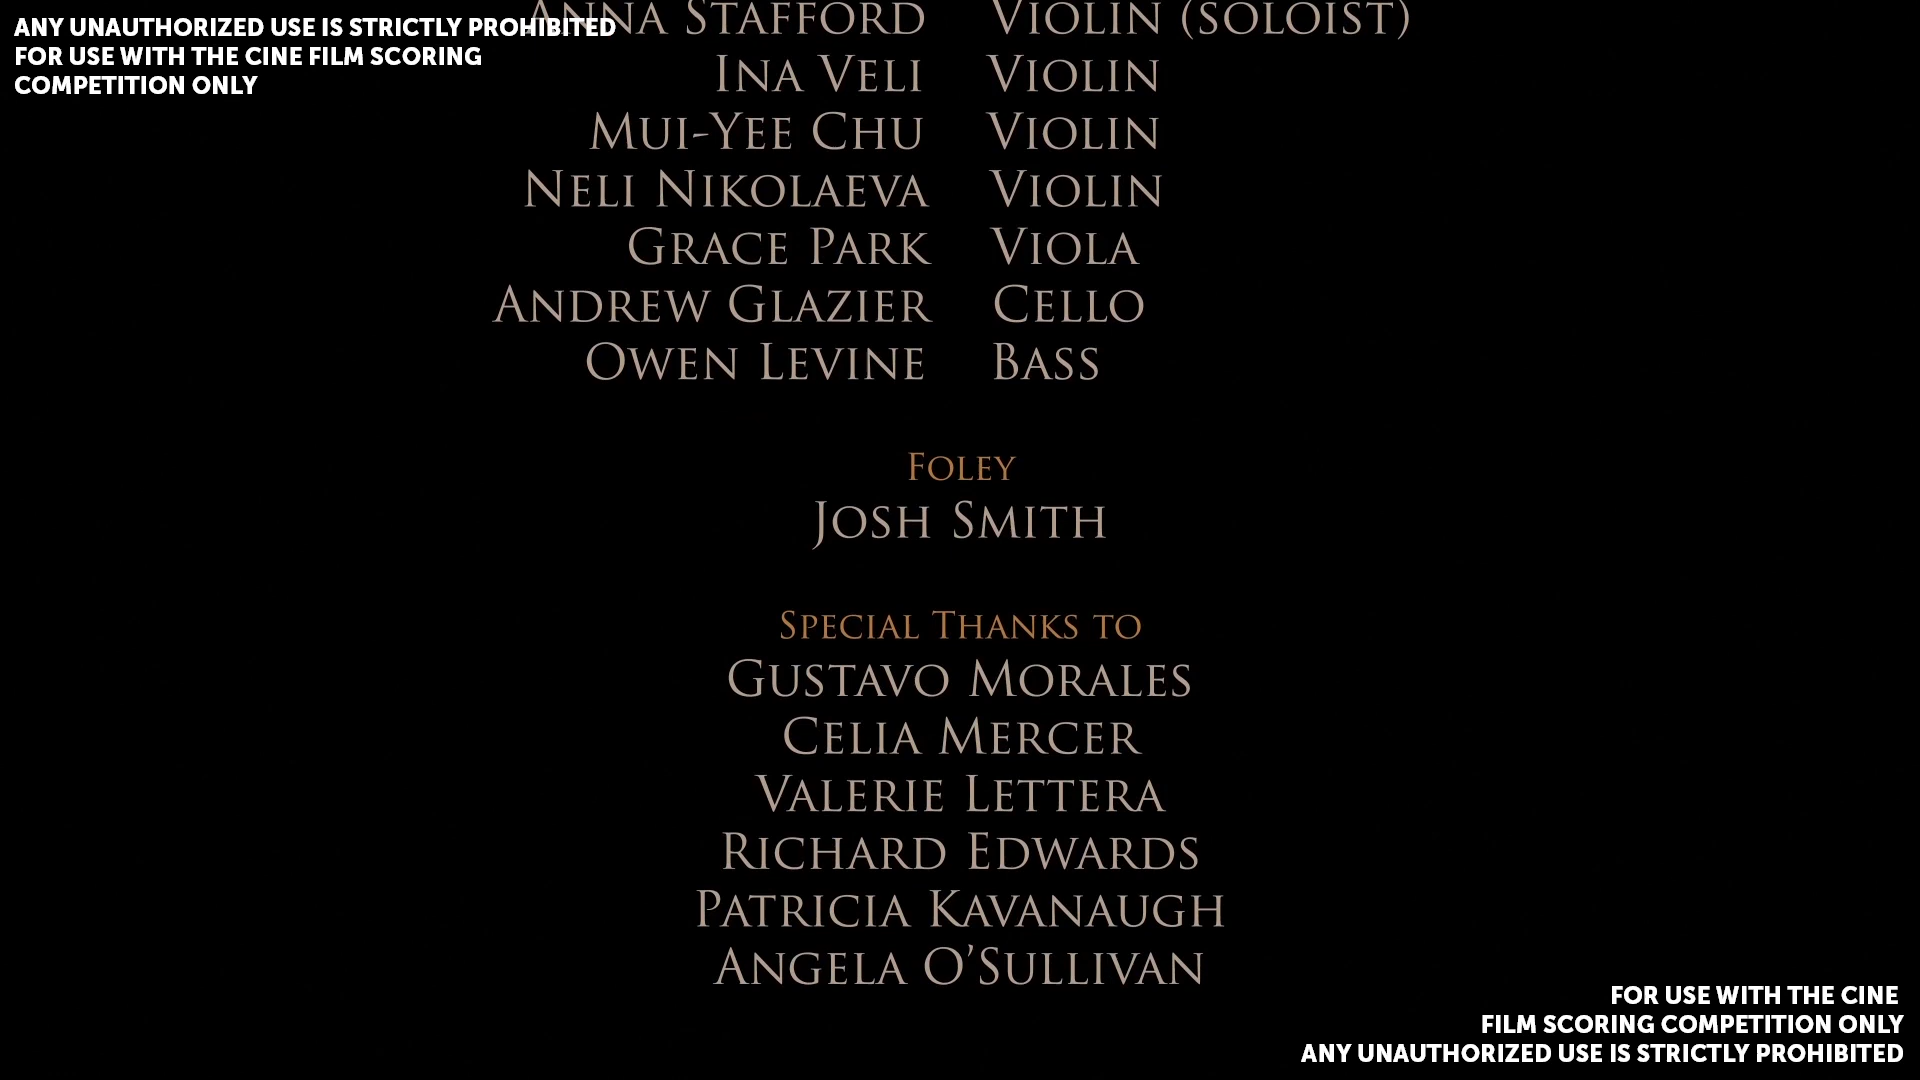 ANY UNAUTHORIZED USE IS STRICTLY PROHIBITED
FOR USE WITH THE CINE FILM SCORING
COMPETITION ONLY
ANNA STAFFORD VIOLIN (SOLOIST)
INA VELI VIOLIN
MUI-YEE CHU VIOLIN
NELI NIKOLAEVA VIOLIN
GRACE PARK VIOLA
ANDREW GLAZIER CELLO
OWEN LEVINE BASS
FOLEY
JOSH SMITH
SPECIAL THANKS TO
GUSTAVO MORALES
CELIA MERCER
VALERIE LETTERA
RICHARD EDWARDS
PATRICIA KAVANAUGH
ANGELA O’SULLIVAN
FOR USE WITH THE CINE
FILM SCORING COMPETITION ONLY
ANY UNAUTHORIZED USE IS STRICTLY PROHIBITED